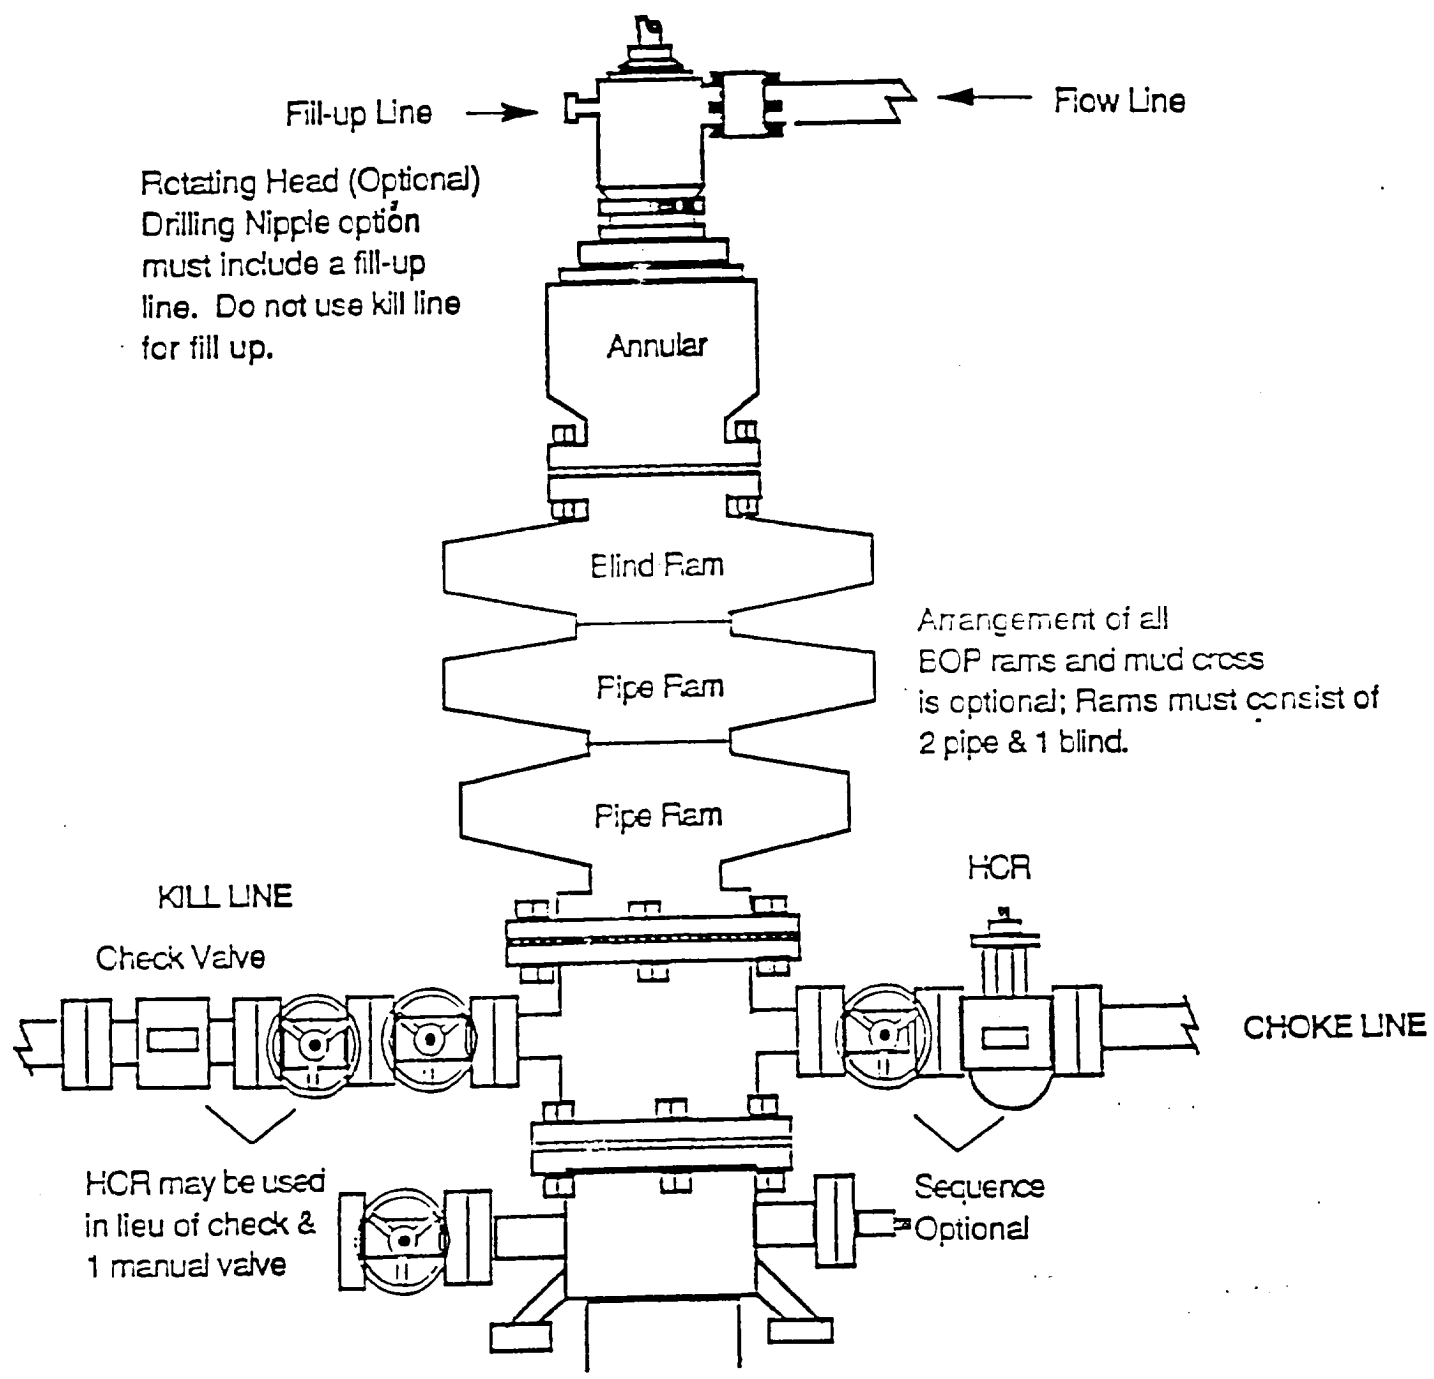 Fill-up Line
Flow Line
Rotating Head (Optional)
Drilling Nipple option
must include a fill-up
line. Do not use kill line
for fill up.
Annular
Blind Ram
Arrangement of all
BOP rams and mud cross
is optional; Rams must consist of
2 pipe & 1 blind.
Pipe Ram
Pipe Ram
HCR
KILL LINE
Check Valve
CHOKE LINE
HCR may be used
in lieu of check &
1 manual valve
Sequence
Optional